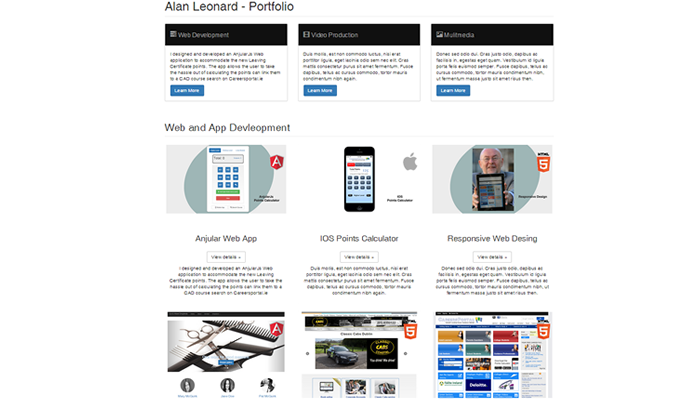 Alan Leonard - Portfolio
Web Development
Video Production
Mulitmedia
I designed and developed an Anjularus Web
application to accommodate the new Leaving
Certificate points. The app allows the user to take
the hassle out of calculating the points can link them
to a CAO course search on Careersportal.ie
Learn More
Duis mollis, est non commodo luctus, nisi erat
porttitor ligula, eget lacinia odio sem nec elit. Cras
mattis consectetur purus sit amet fermentum. Fusce
dapibus, tellus ac cursus commodo, tortor mauris
condimentum nibh again.
Learn More
Donec sed odio dui. Cras justo odio, dapibus ac
facilisis in, egestas eget quam. Vestibulum id ligula
porta felis euismod semper. Fusce dapibus, tellus ac
cursus commodo, tortor mauris condimentum nibh,
ut fermentum massa justo sit amet risus then.
Learn More
Web and App Devleopment
Points Calculator
IOS
Points Calculator
HTML
5
Responsive Design
Anjular Web App
IOS Points Calculator
Responsive Web Desing
View details »
View details »
View details »
I designed and developed an Anjularus Web
application to accommodate the new Leaving
Certificate points. The app allows the user to take the
hassle out of calculating the points can link them to a
CAO course search on Careersportal.ie
Duis mollis, est non commodo luctus, nisi erat
porttitor ligula, eget lacinia odio sem nec elit. Cras
mattis consectetur purus sit amet fermentum. Fusce
dapibus, tellus ac cursus commodo, tortor mauris
condimentum nibh.
Donec sed odio dui. Cras justo odio, dapibus ac
facilisis in, egestas eget quam. Vestibulum id ligula
porta felis euismod semper. Fusce dapibus, tellus ac
cursus commodo, tortor mauris condimentum nibh, ut
fermentum massa justo sit amet risus then.
Classic Cabs Dublin
CLASSIC
CABS
Deloitte.